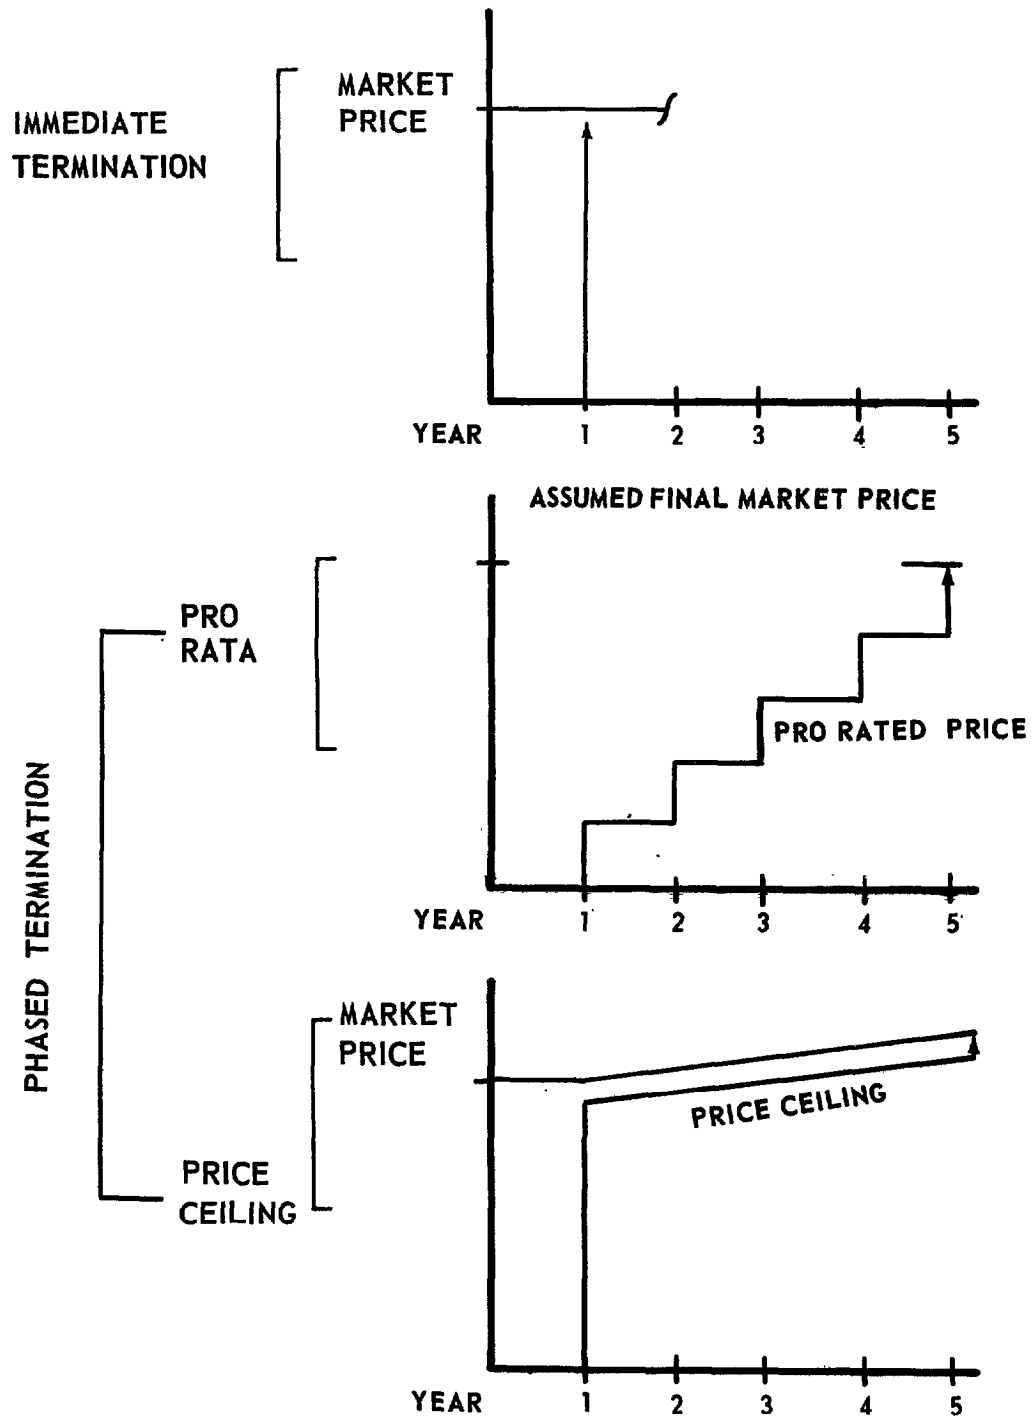 IMMEDIATE
TERMINATION
MARKET
PRICE
YEAR 1 2 3 4 5
ASSUMED FINAL MARKET PRICE
PHASED TERMINATION
PRO
RATA
PRO RATED PRICE
YEAR 1 2 3 4 5
MARKET
PRICE
PRICE CEILING
PRICE
CEILING
YEAR 1 2 3 4 5